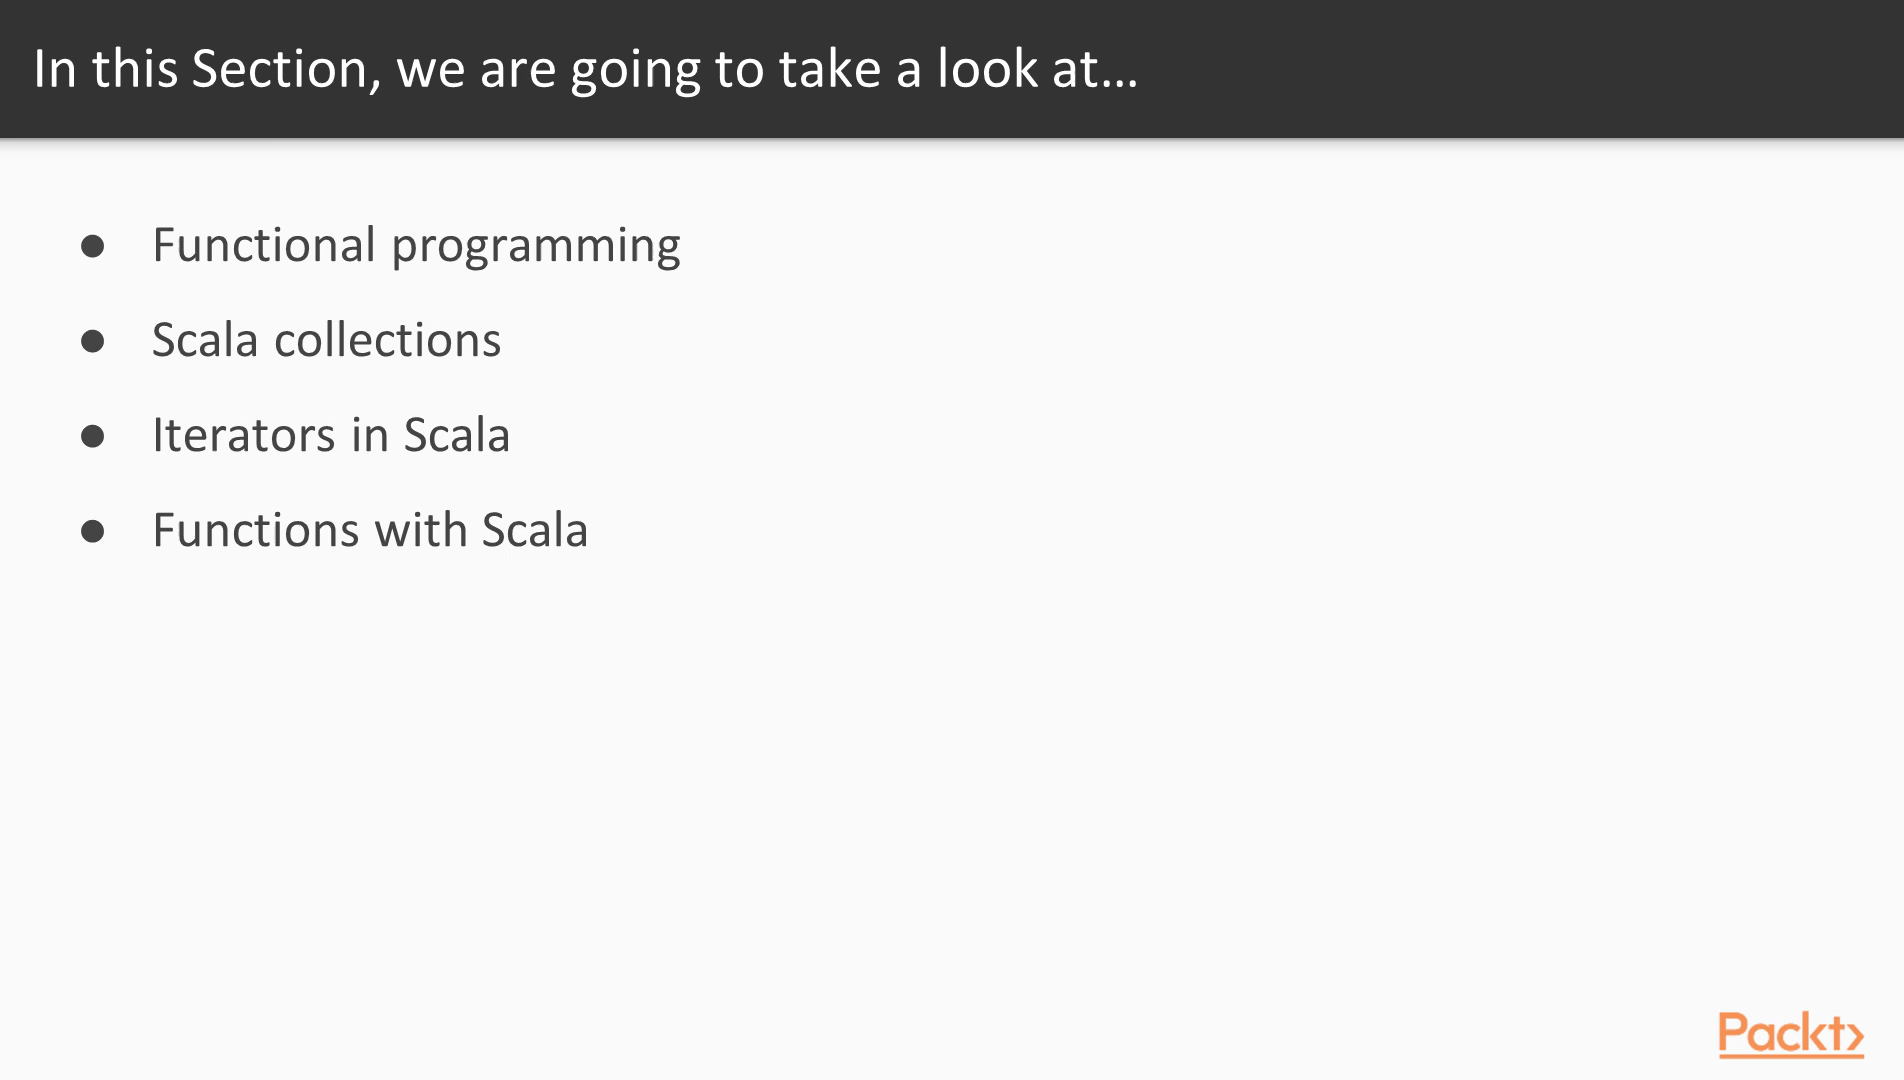 In this Section, we are going to take a look at...
● Functional programming
● Scala collections
● Iterators in Scala
● Functions with Scala
Packt>